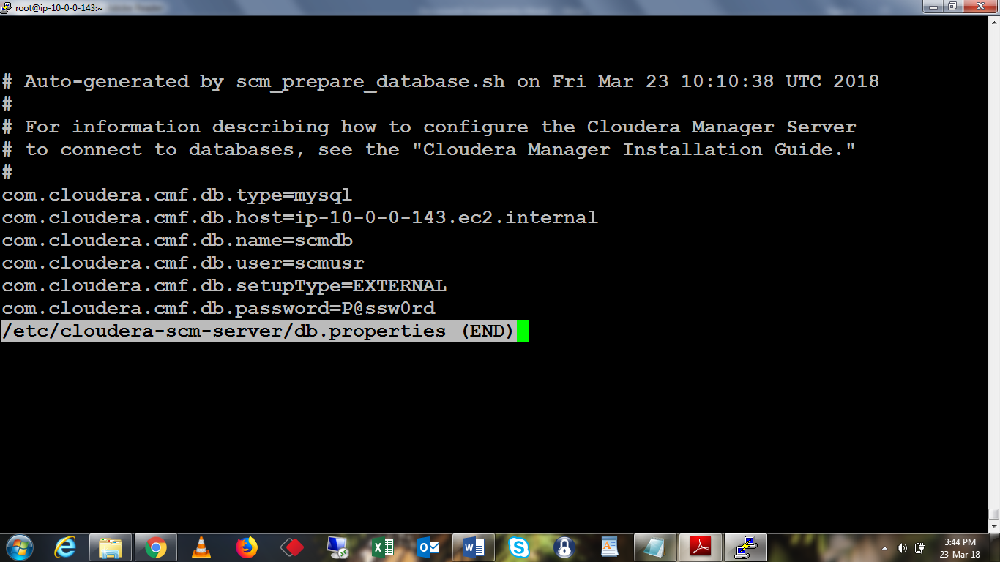 root@ip-10-0-0-143:~
# Auto-generated by scm_prepare_database.sh on Fri Mar 23 10:10:38 UTC 2018
#
# For information describing how to configure the Cloudera Manager Server
# to connect to databases, see the "Cloudera Manager Installation Guide."
#
com.cloudera.cmf.db.type=mysql
com.cloudera.cmf.db.host=ip-10-0-0-143.ec2.internal
com.cloudera.cmf.db.name=scmdb
com.cloudera.cmf.db.user=scmusr
com.cloudera.cmf.db.setupType=EXTERNAL
com.cloudera.cmf.db.password=P@ssw0rd
/etc/cloudera-scm-server/db.properties (END)
3:44 PM
23-Mar-18